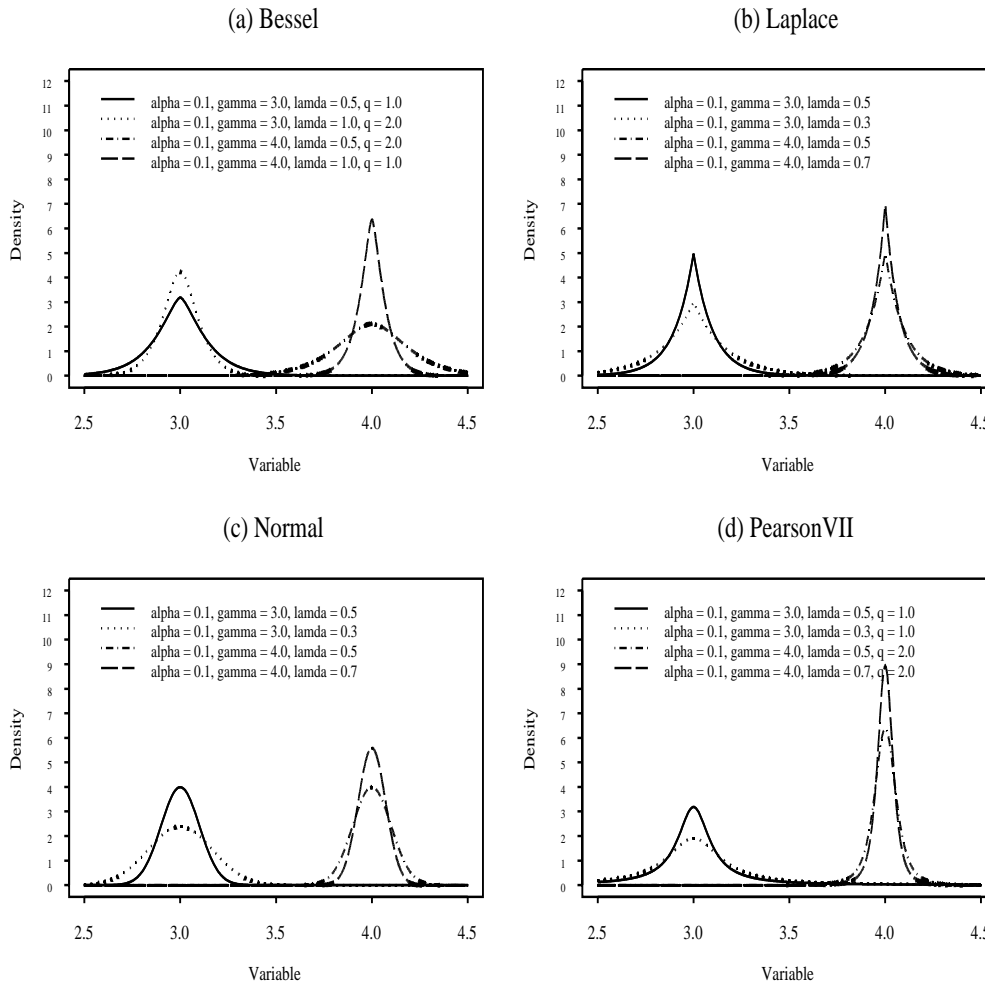 (a) Bessel
12
11
10
9
8
7
6
5
4
3
2
1
0
Density
alpha = 0.1, gamma = 3.0, lamda = 0.5, q = 1.0
alpha = 0.1, gamma = 3.0, lamda = 1.0, q = 2.0
alpha = 0.1, gamma = 4.0, lamda = 0.5, q = 2.0
alpha = 0.1, gamma = 4.0, lamda = 1.0, q = 1.0
2.5 3.0 3.5 4.0 4.5
Variable
(b) Laplace
12
11
10
9
8
7
6
5
4
3
2
1
0
Density
alpha = 0.1, gamma = 3.0, lamda = 0.5
alpha = 0.1, gamma = 3.0, lamda = 0.3
alpha = 0.1, gamma = 4.0, lamda = 0.5
alpha = 0.1, gamma = 4.0, lamda = 0.7
2.5 3.0 3.5 4.0 4.5
Variable
(c) Normal
12
11
10
9
8
7
6
5
4
3
2
1
0
Density
alpha = 0.1, gamma = 3.0, lamda = 0.5
alpha = 0.1, gamma = 3.0, lamda = 0.3
alpha = 0.1, gamma = 4.0, lamda = 0.5
alpha = 0.1, gamma = 4.0, lamda = 0.7
2.5 3.0 3.5 4.0 4.5
Variable
(d) PearsonVII
12
11
10
9
8
7
6
5
4
3
2
1
0
Density
alpha = 0.1, gamma = 3.0, lamda = 0.5, q = 1.0
alpha = 0.1, gamma = 3.0, lamda = 0.3, q = 1.0
alpha = 0.1, gamma = 4.0, lamda = 0.5, q = 2.0
alpha = 0.1, gamma = 4.0, lamda = 0.7, q = 2.0
2.5 3.0 3.5 4.0 4.5
Variable